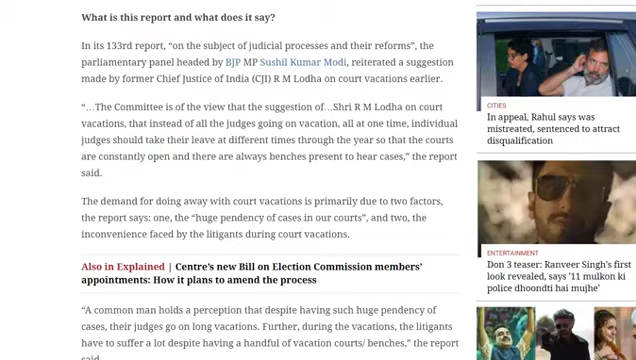 What is this report and what does it say?
In its 133rd report, “on the subject of judicial processes and their reforms”, the
parliamentary panel headed by BJP MP Sushil Kumar Modi, reiterated a suggestion
made by former Chief Justice of India (CJI) R M Lodha on court vacations earlier.
“…The Committee is of the view that the suggestion of…Shri R M Lodha on court
vacations, that instead of all the judges going on vacation, all at one time, individual
judges should take their leave at different times through the year so that the courts
are constantly open and there are always benches present to hear cases,” the report
said.
The demand for doing away with court vacations is primarily due to two factors,
the report says: one, the “huge pendency of cases in our courts”, and two, the
inconvenience faced by the litigants during court vacations.
Also in Explained | Centre’s new Bill on Election Commission members’
appointments: How it plans to amend the process
“A common man holds a perception that despite having such huge pendency of
cases, their judges go on long vacations. Further, during the vacations, the litigants
have to suffer a lot despite having a handful of vacation courts/ benches,” the report
said.
CITIES
In appeal, Rahul says was
mistreated, sentenced to attract
disqualification
ENTERTAINMENT
Don 3 teaser: Ranveer Singh’s first
look revealed, says ’11 mulkon ki
police dhoondti hai mujhe’